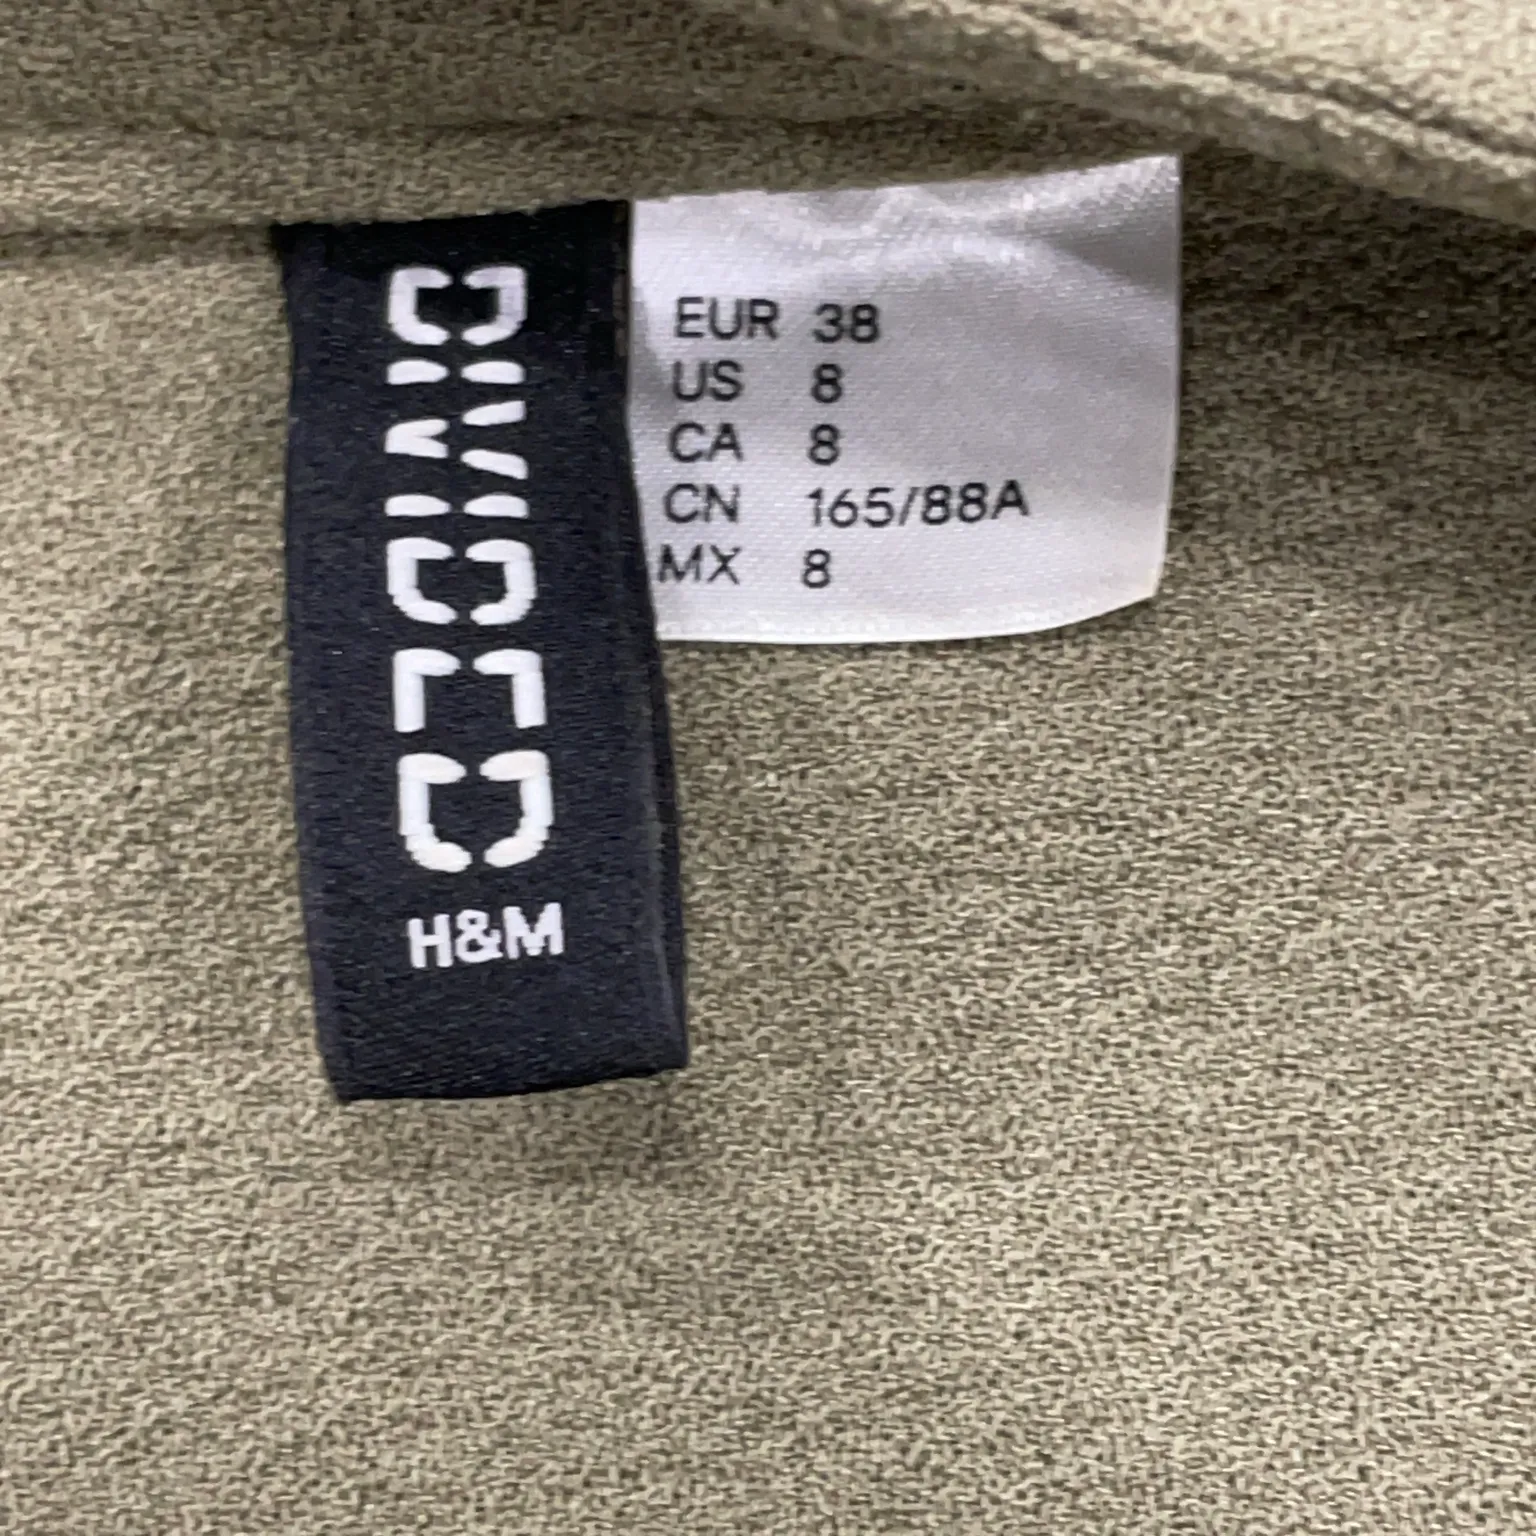 DIVIDED
H&M
EUR 38
US 8
CA 8
CN 165/88A
MX 8